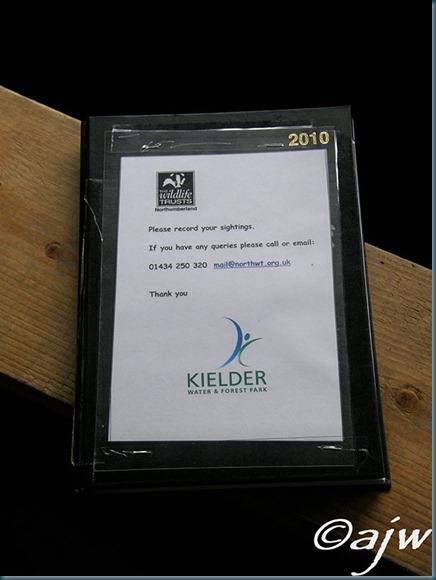 2010
THE
wildlife
TRUSTS
Northumberland
Please record your sightings.
If you have any queries please call or email:
01434 250 320 mail@northwt.org.uk
Thank you
KIELDER
WATER & FOREST PARK
©ajw